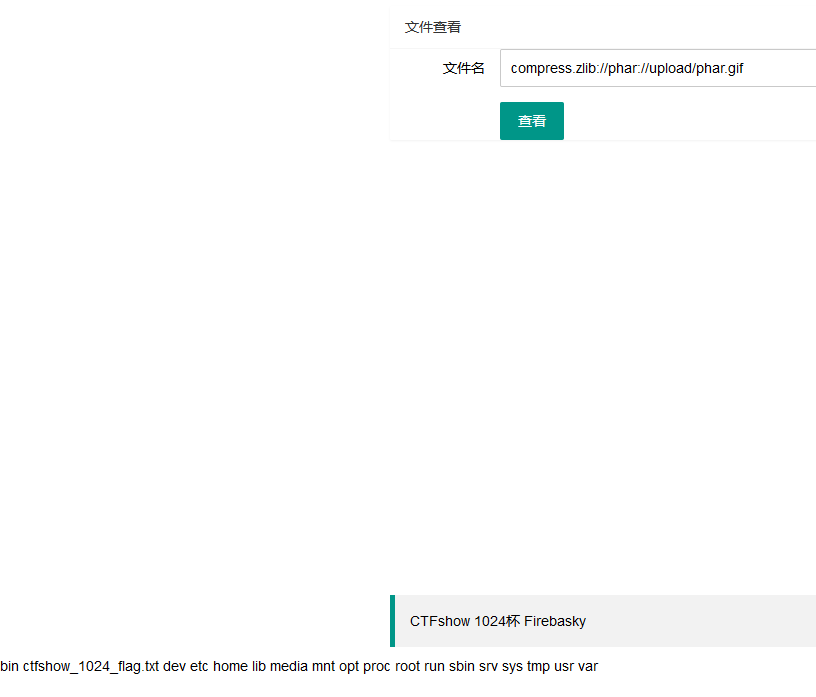 文件查看
文件名
compress.zlib://phar://upload/phar.gif
查看
CTFshow 1024杯 Firebasky
bin ctfshow_1024_flag.txt dev etc home lib media mnt opt proc root run sbin srv sys tmp usr var